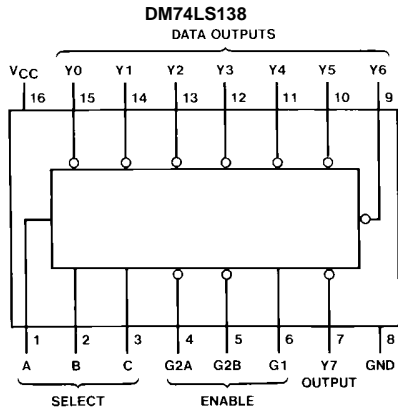 DM74LS138
DATA OUTPUTS
VCC Y0 Y1 Y2 Y3 Y4 Y5 Y6
16 15 14 13 12 11 10 9
1 2 3 4 5 6 7 8
A B C G2A G2B G1 Y7 GND
SELECT ENABLE OUTPUT